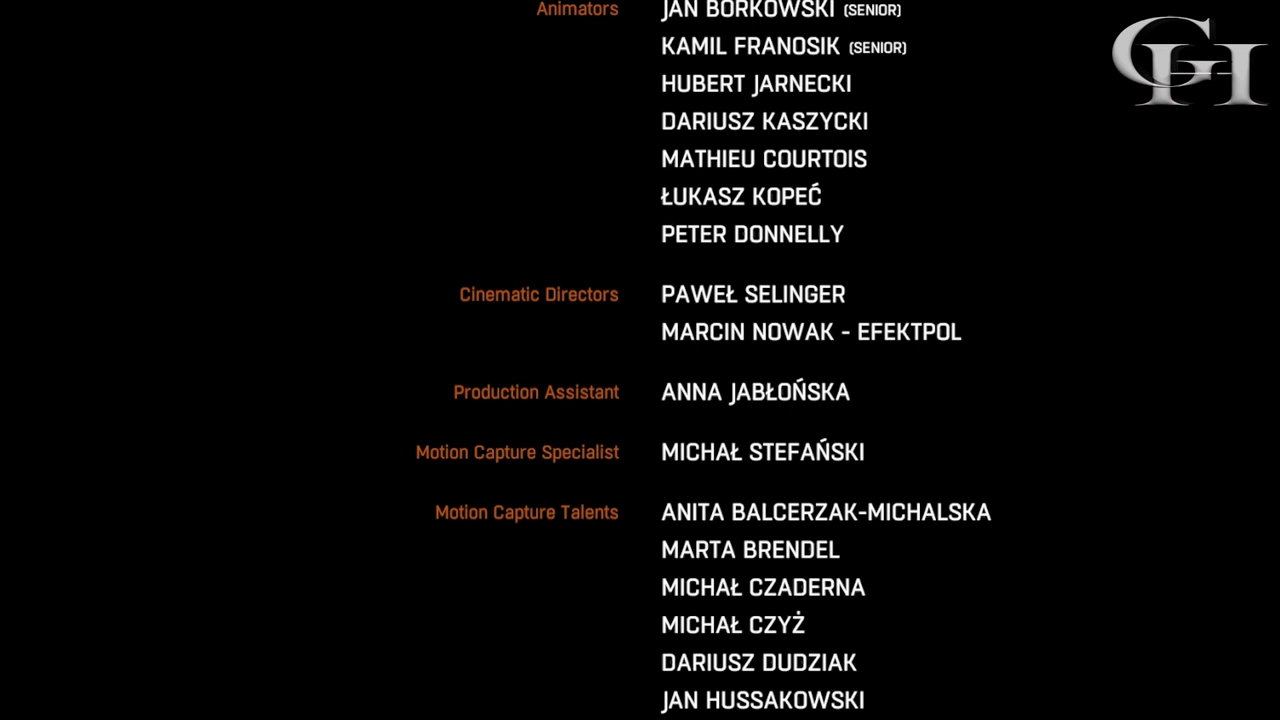 Animators JAN BORKOWSKI (SENIOR)
KAMIL FRANOSIK (SENIOR)
HUBERT JARNECKI
DARIUSZ KASZYCKI
MATHIEU COURTOIS
ŁUKASZ KOPEĆ
PETER DONNELLY
Cinematic Directors PAWEŁ SELINGER
MARCIN NOWAK - EFEKTPOL
Production Assistant ANNA JABŁOŃSKA
Motion Capture Specialist MICHAŁ STEFAŃSKI
Motion Capture Talents ANITA BALCERZAK-MICHALSKA
MARTA BRENDEL
MICHAŁ CZADERNA
MICHAŁ CZYŻ
DARIUSZ DUDZIAK
JAN HUSSAKOWSKI
GH